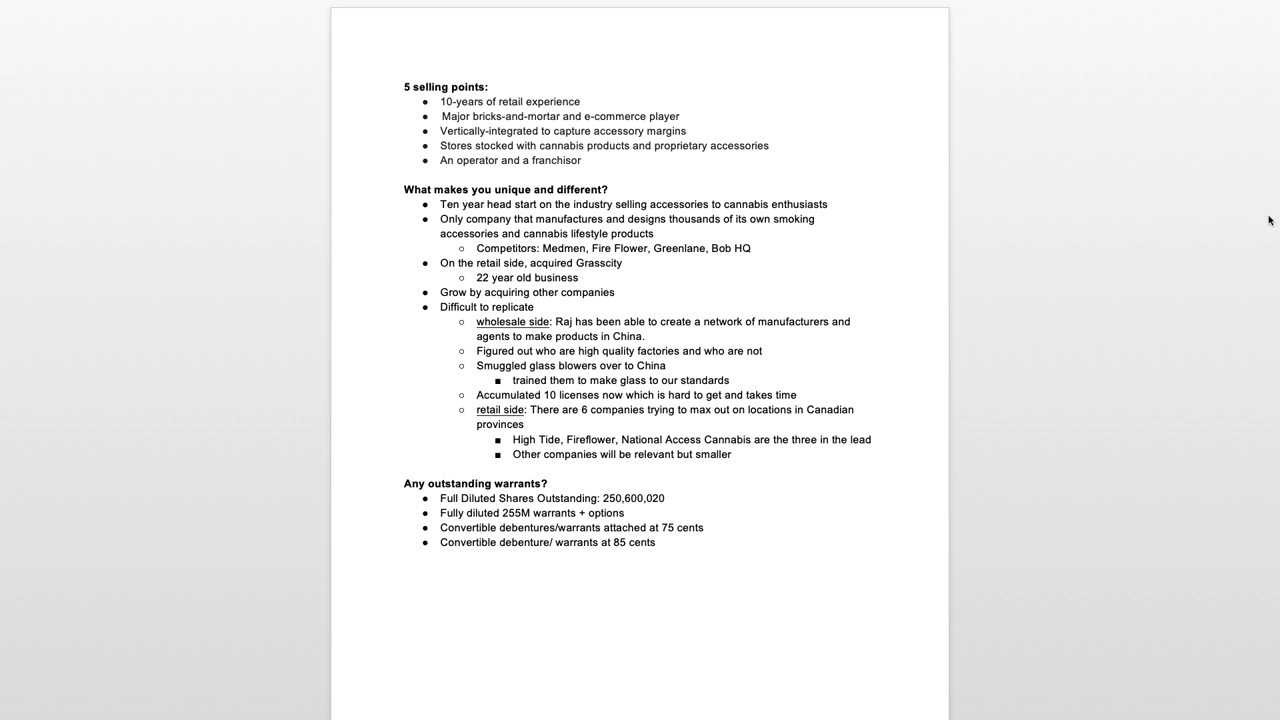 5 selling points:
● 10-years of retail experience
● Major bricks-and-mortar and e-commerce player
● Vertically-integrated to capture accessory margins
● Stores stocked with cannabis products and proprietary accessories
● An operator and a franchisor
What makes you unique and different?
● Ten year head start on the industry selling accessories to cannabis enthusiasts
● Only company that manufactures and designs thousands of its own smoking
accessories and cannabis lifestyle products
○ Competitors: Medmen, Fire Flower, Greenlane, Bob HQ
● On the retail side, acquired Grasscity
○ 22 year old business
● Grow by acquiring other companies
● Difficult to replicate
○ wholesale side: Raj has been able to create a network of manufacturers and
agents to make products in China.
○ Figured out who are high quality factories and who are not
○ Smuggled glass blowers over to China
■ trained them to make glass to our standards
○ Accumulated 10 licenses now which is hard to get and takes time
○ retail side: There are 6 companies trying to max out on locations in Canadian
provinces
■ High Tide, Fireflower, National Access Cannabis are the three in the lead
■ Other companies will be relevant but smaller
Any outstanding warrants?
● Full Diluted Shares Outstanding: 250,600,020
● Fully diluted 255M warrants + options
● Convertible debentures/warrants attached at 75 cents
● Convertible debenture/ warrants at 85 cents